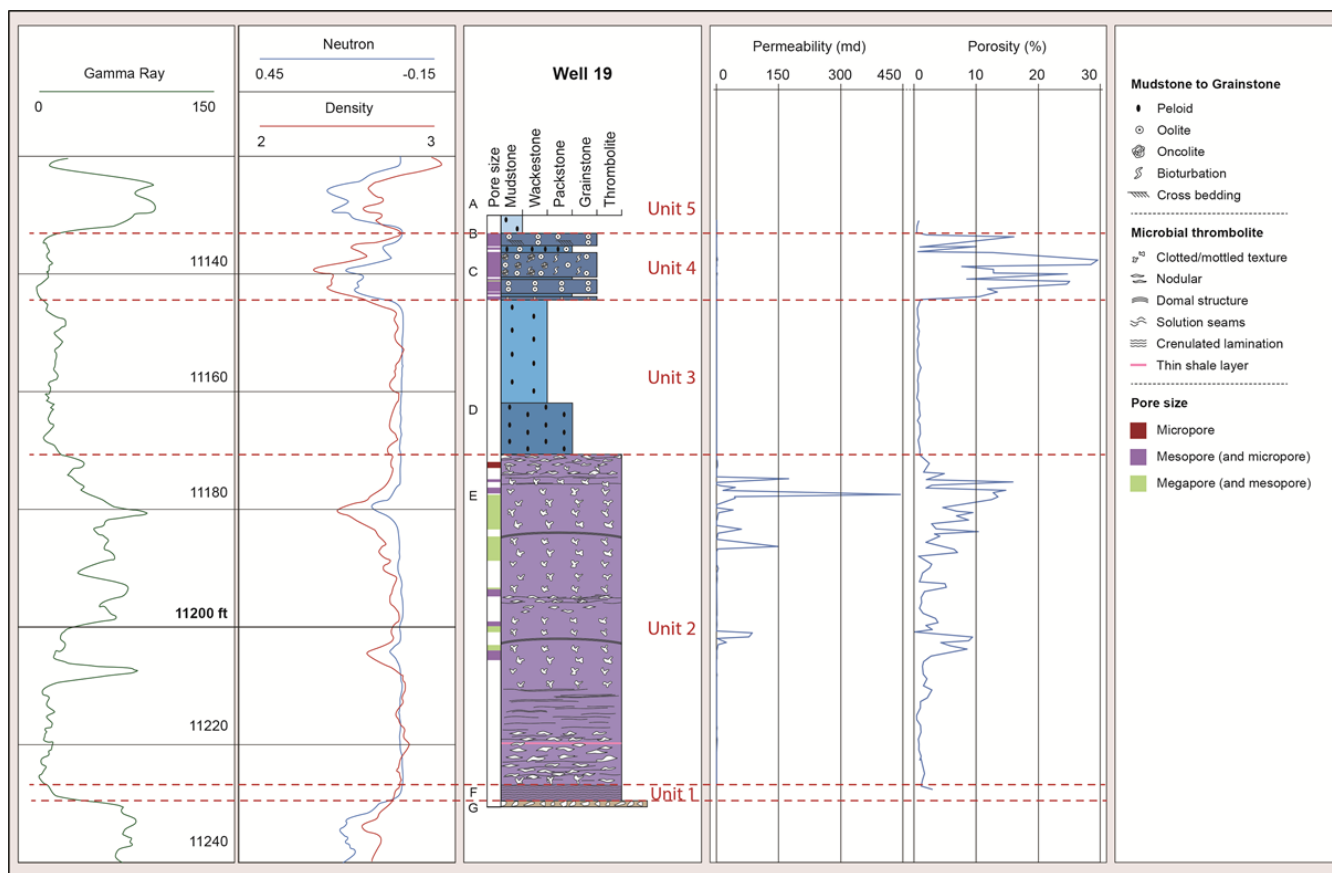 Gamma Ray
0 150
Neutron
0.45 -0.15
Density
2 3
Well 19
Pore size
Mudstone
Wackestone
Packstone
Grainstone
Thrombolite
Permeability (md)
0 150 300 450
Porosity (%)
0 10 20 30
A
B
C
D
E
F
G
Unit 5
Unit 4
Unit 3
Unit 2
Unit 1
11140
11160
11180
11200 ft
11220
11240
Mudstone to Grainstone
Peloid
Oolite
Oncolite
Bioturbation
Cross bedding
Microbial thrombolite
Clotted/mottled texture
Nodular
Domal structure
Solution seams
Crenulated lamination
Thin shale layer
Pore size
Micropore
Mesopore (and micropore)
Megapore (and mesopore)